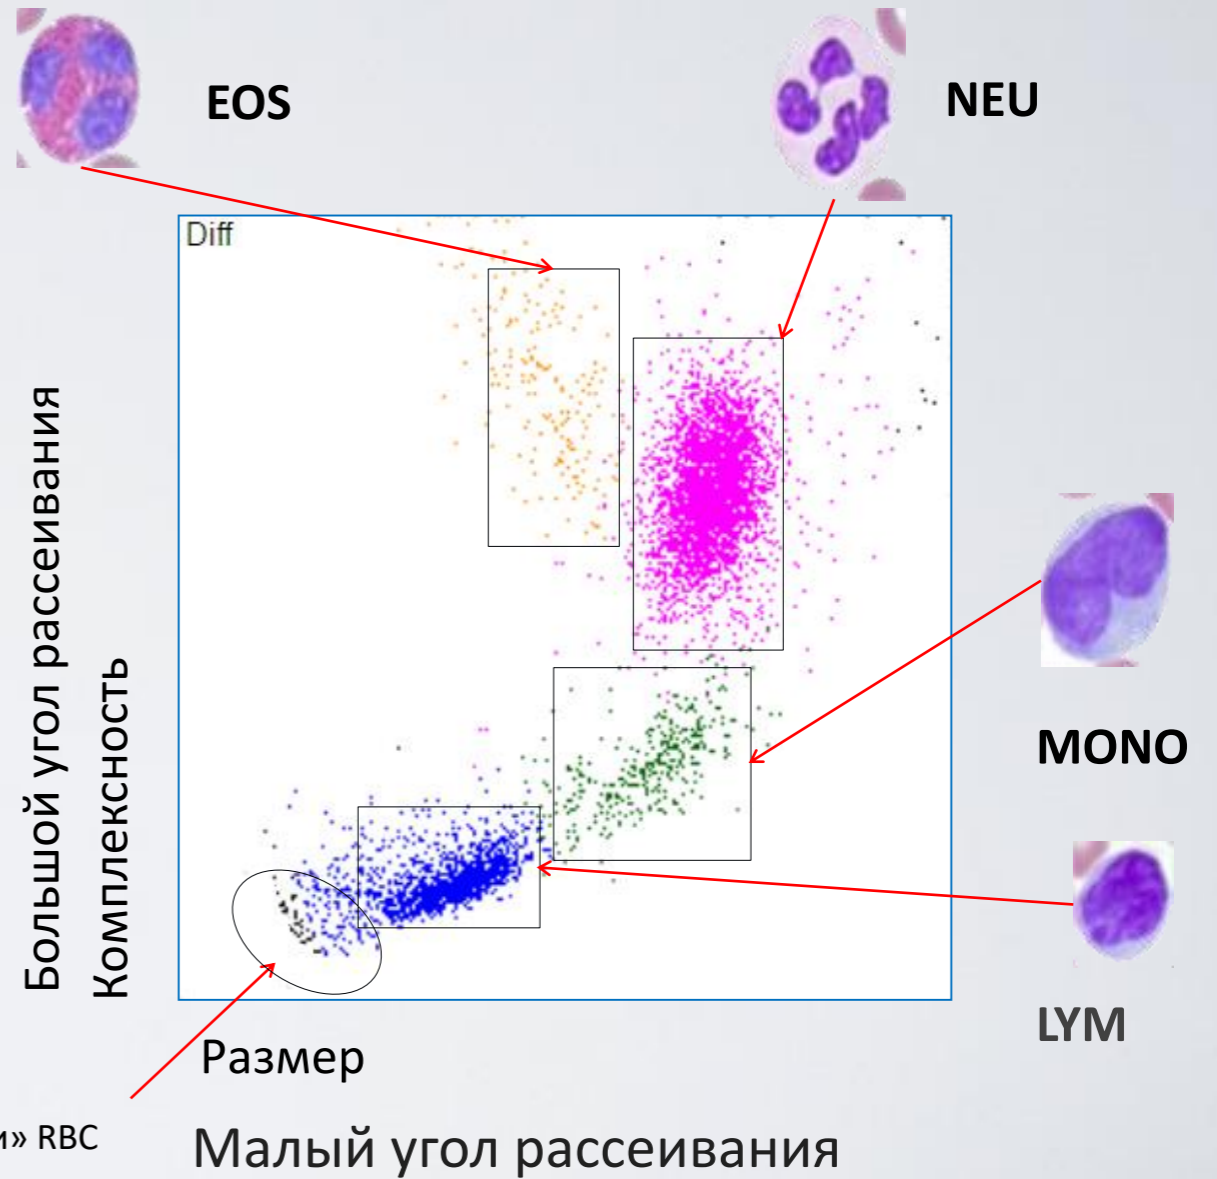 EOS
NEU
Diff
Большой угол рассеивания
Комплексность
MONO
LYM
Размер
RBC
Малый угол рассеивания